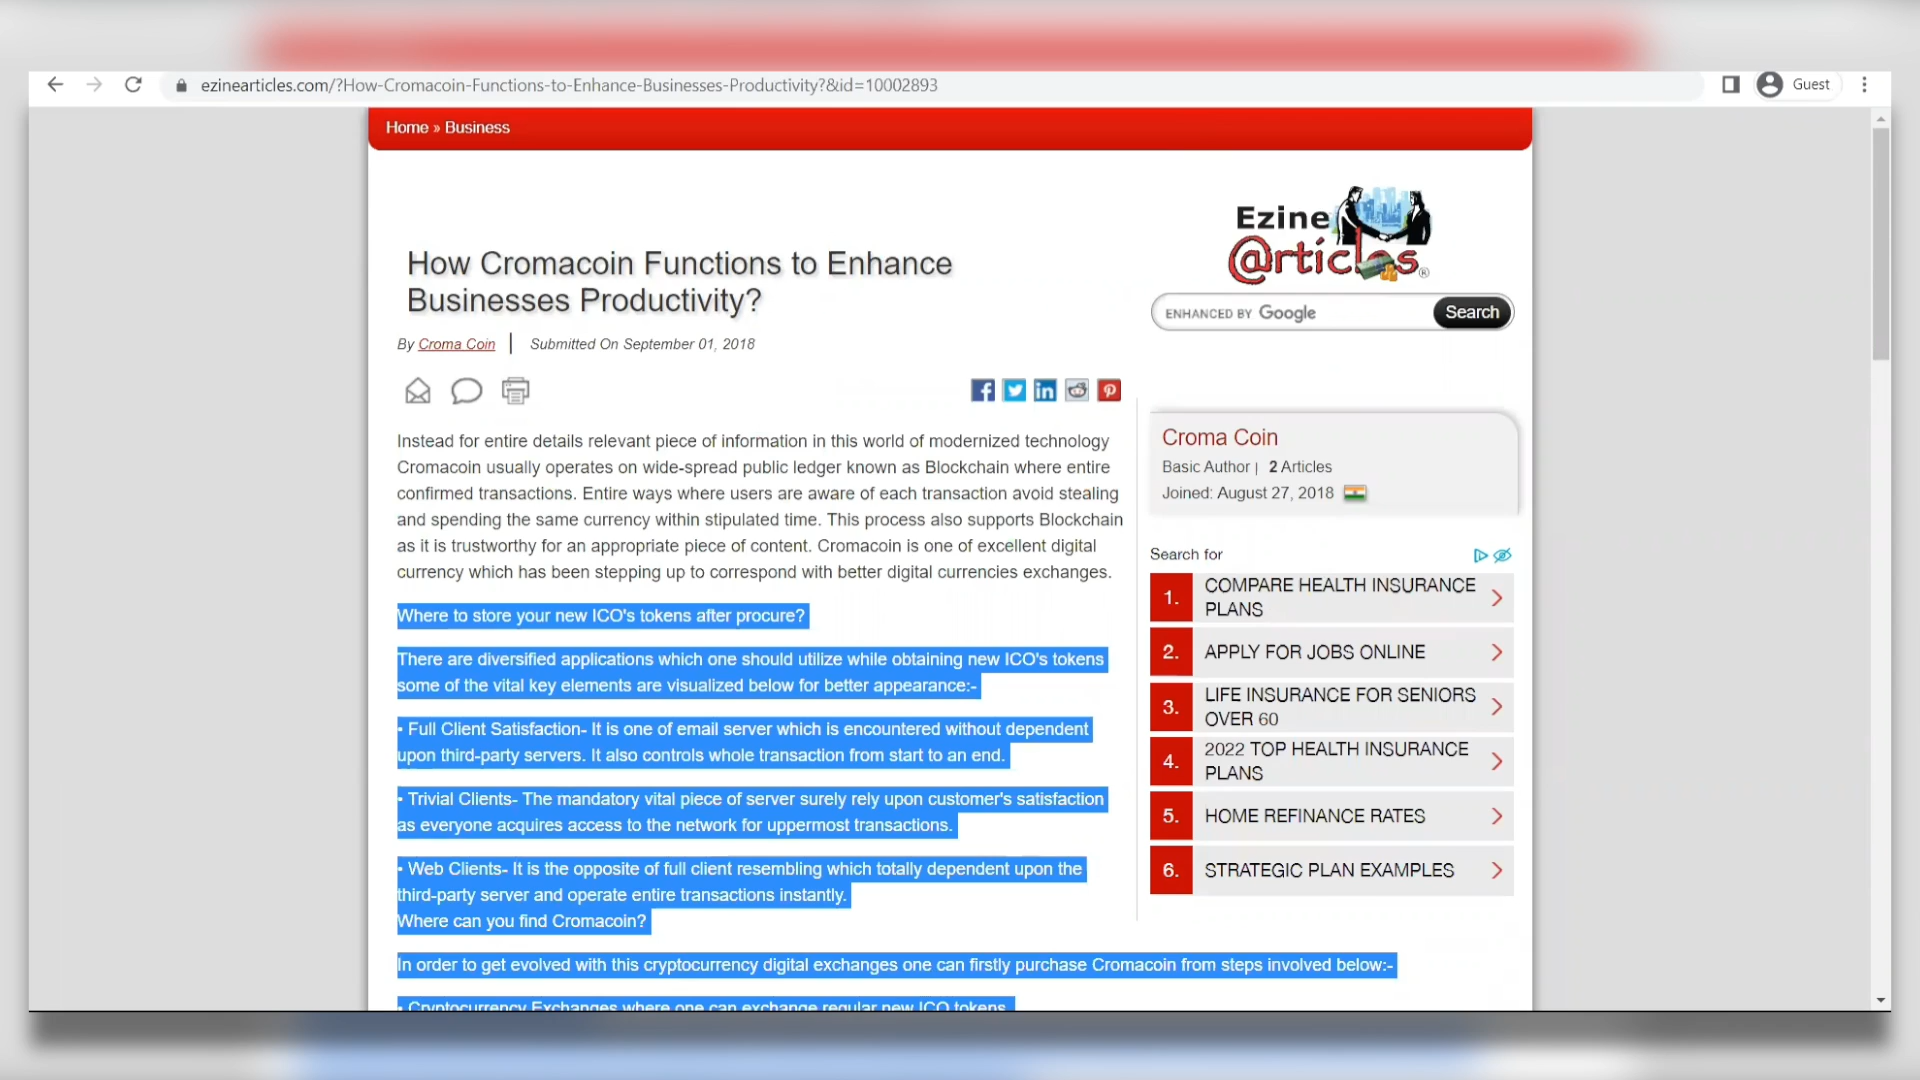 ezinearticles.com/?How-Cromacoin-Functions-to-Enhance-Businesses-Productivity?&id=10002893
Guest
Home » Business
Ezine
@rticles®
How Cromacoin Functions to Enhance
Businesses Productivity?
ENHANCED BY Google
Search
By Croma Coin
Submitted On September 01, 2018
Instead for entire details relevant piece of information in this world of modernized technology
Cromacoin usually operates on wide-spread public ledger known as Blockchain where entire
confirmed transactions. Entire ways where users are aware of each transaction avoid stealing
and spending the same currency within stipulated time. This process also supports Blockchain
as it is trustworthy for an appropriate piece of content. Cromacoin is one of excellent digital
currency which has been stepping up to correspond with better digital currencies exchanges.
Where to store your new ICO's tokens after procure?
There are diversified applications which one should utilize while obtaining new ICO's tokens
some of the vital key elements are visualized below for better appearance:-
• Full Client Satisfaction- It is one of email server which is encountered without dependent
upon third-party servers. It also controls whole transaction from start to an end.
• Trivial Clients- The mandatory vital piece of server surely rely upon customer's satisfaction
as everyone acquires access to the network for uppermost transactions.
• Web Clients- It is the opposite of full client resembling which totally dependent upon the
third-party server and operate entire transactions instantly.
Where can you find Cromacoin?
In order to get evolved with this cryptocurrency digital exchanges one can firstly purchase Cromacoin from steps involved below:-
• Cryptocurrency Exchanges where one can exchange regular new ICO tokens.
Croma Coin
Basic Author | 2 Articles
Joined: August 27, 2018
Search for
1. COMPARE HEALTH INSURANCE
PLANS
2. APPLY FOR JOBS ONLINE
3. LIFE INSURANCE FOR SENIORS
OVER 60
4. 2022 TOP HEALTH INSURANCE
PLANS
5. HOME REFINANCE RATES
6. STRATEGIC PLAN EXAMPLES